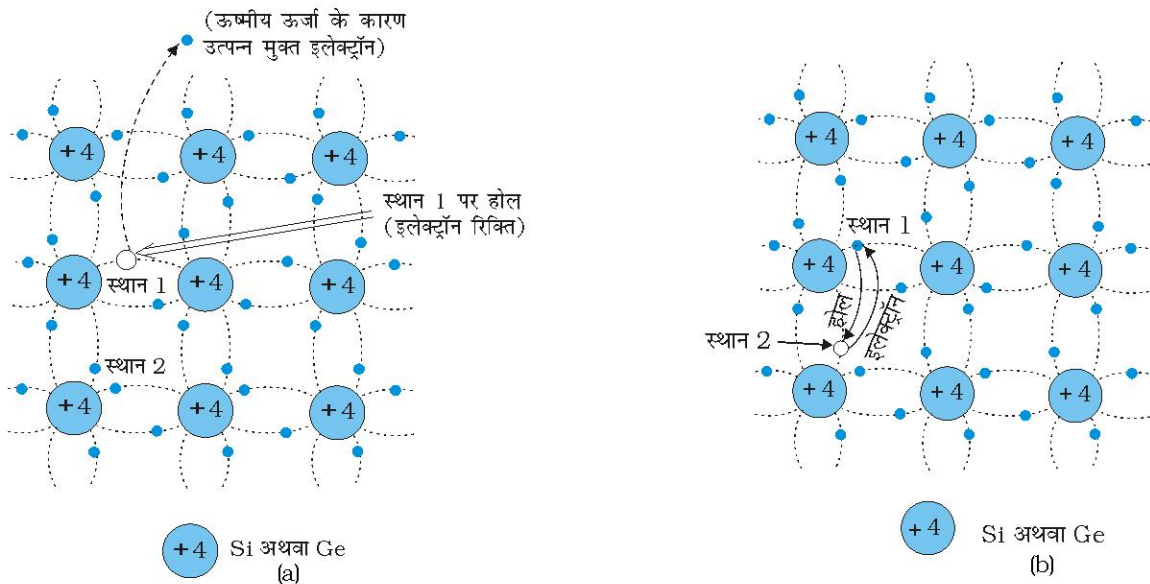 (ऊष्मीय ऊर्जा के कारण
उत्पन्न मुक्त इलेक्ट्रॉन)
+4 +4 +4
स्थान 1 पर होल
(इलेक्ट्रॉन रिक्ति)
+4 +4 +4
स्थान 1
स्थान 2
+4 +4 +4
+4 Si अथवा Ge
(a)
+4 +4 +4
स्थान 1
+4 +4 +4
होल
इलेक्ट्रॉन
स्थान 2
+4 +4 +4
+4 Si अथवा Ge
(b)